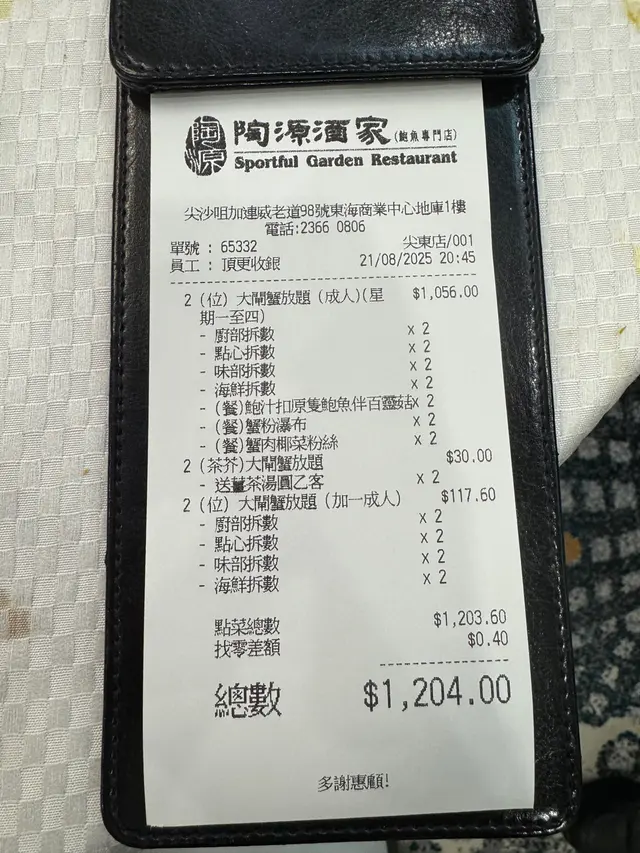 陶源
陶源酒家(鮑魚專門店)
Sportful Garden Restaurant
尖沙咀加連威老道98號東海商業中心地庫1樓
電話:2366 0806
單號 : 65332 尖東店/001
員工 : 頂更收銀 21/08/2025 20:45
2 (位) 大閘蟹放題 (成人)(星 $1,056.00
期一至四)
- 廚部拆數 x 2
- 點心拆數 x 2
- 味部拆數 x 2
- 海鮮拆數 x 2
- (餐)鮑汁扣原隻鮑魚伴百靈菇x 2
- (餐)蟹粉瀑布 x 2
- (餐)蟹肉椰菜粉絲 x 2
2 (茶芥)大閘蟹放題 $30.00
- 送薑茶湯圓乙客 x 2
2 (位) 大閘蟹放題 (加一成人) $117.60
- 廚部拆數 x 2
- 點心拆數 x 2
- 味部拆數 x 2
- 海鮮拆數 x 2
點菜總數 $1,203.60
找零差額 $0.40
總數 $1,204.00
多謝惠顧!